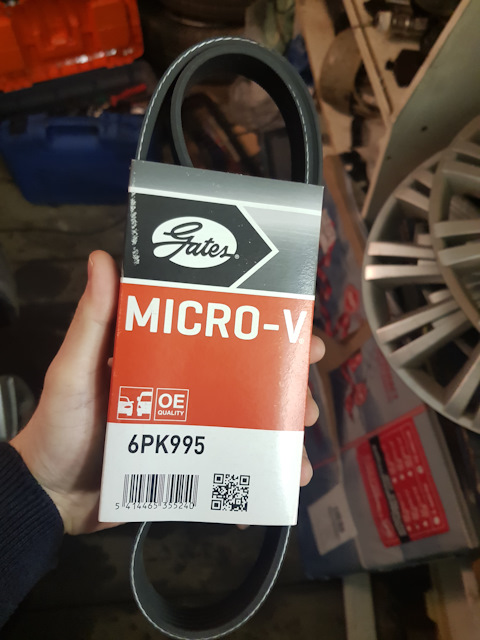 Gates
MICRO-V
OE
QUALITY
6PK995
5 414465 355240